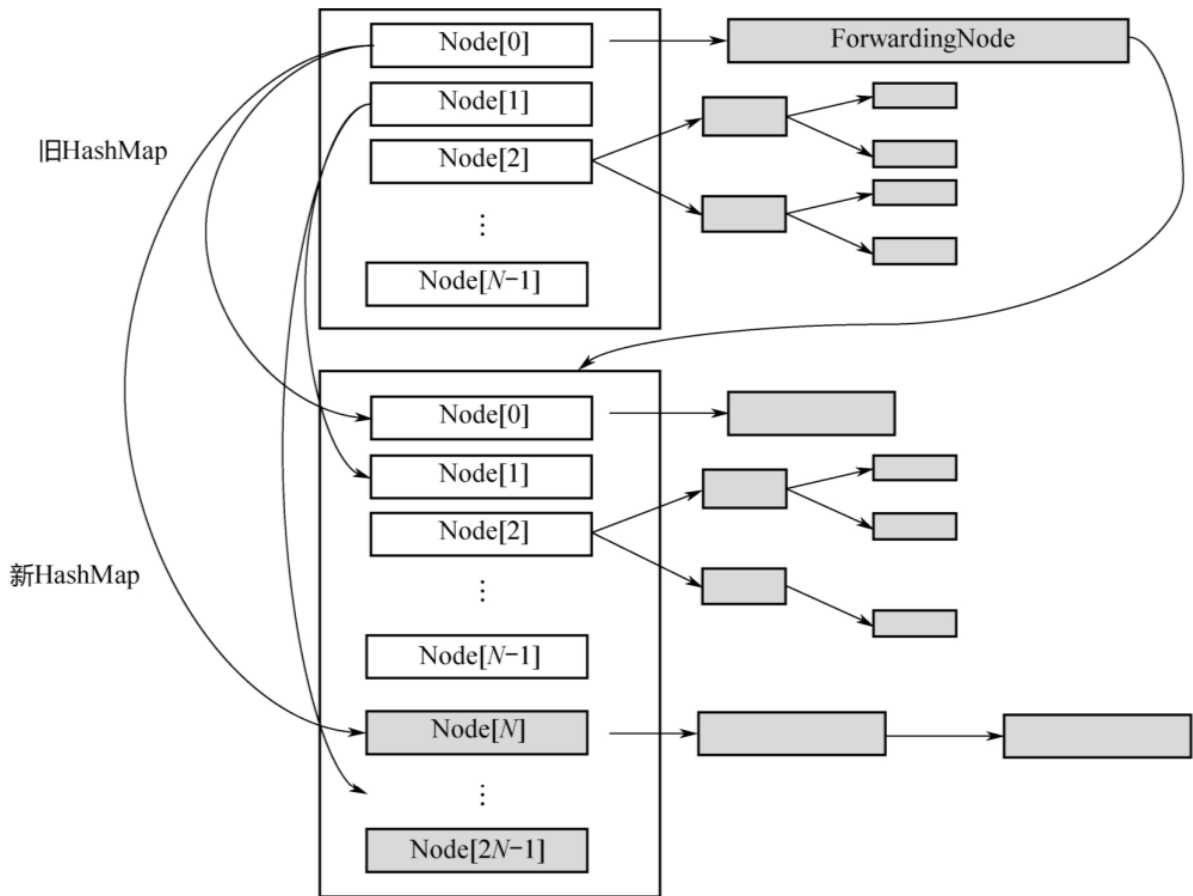 Node[0]
ForwardingNode
Node[1]
旧HashMap
Node[2]
⋮
Node[N−1]
Node[0]
Node[1]
Node[2]
新HashMap
⋮
Node[N−1]
Node[N]
⋮
Node[2N−1]